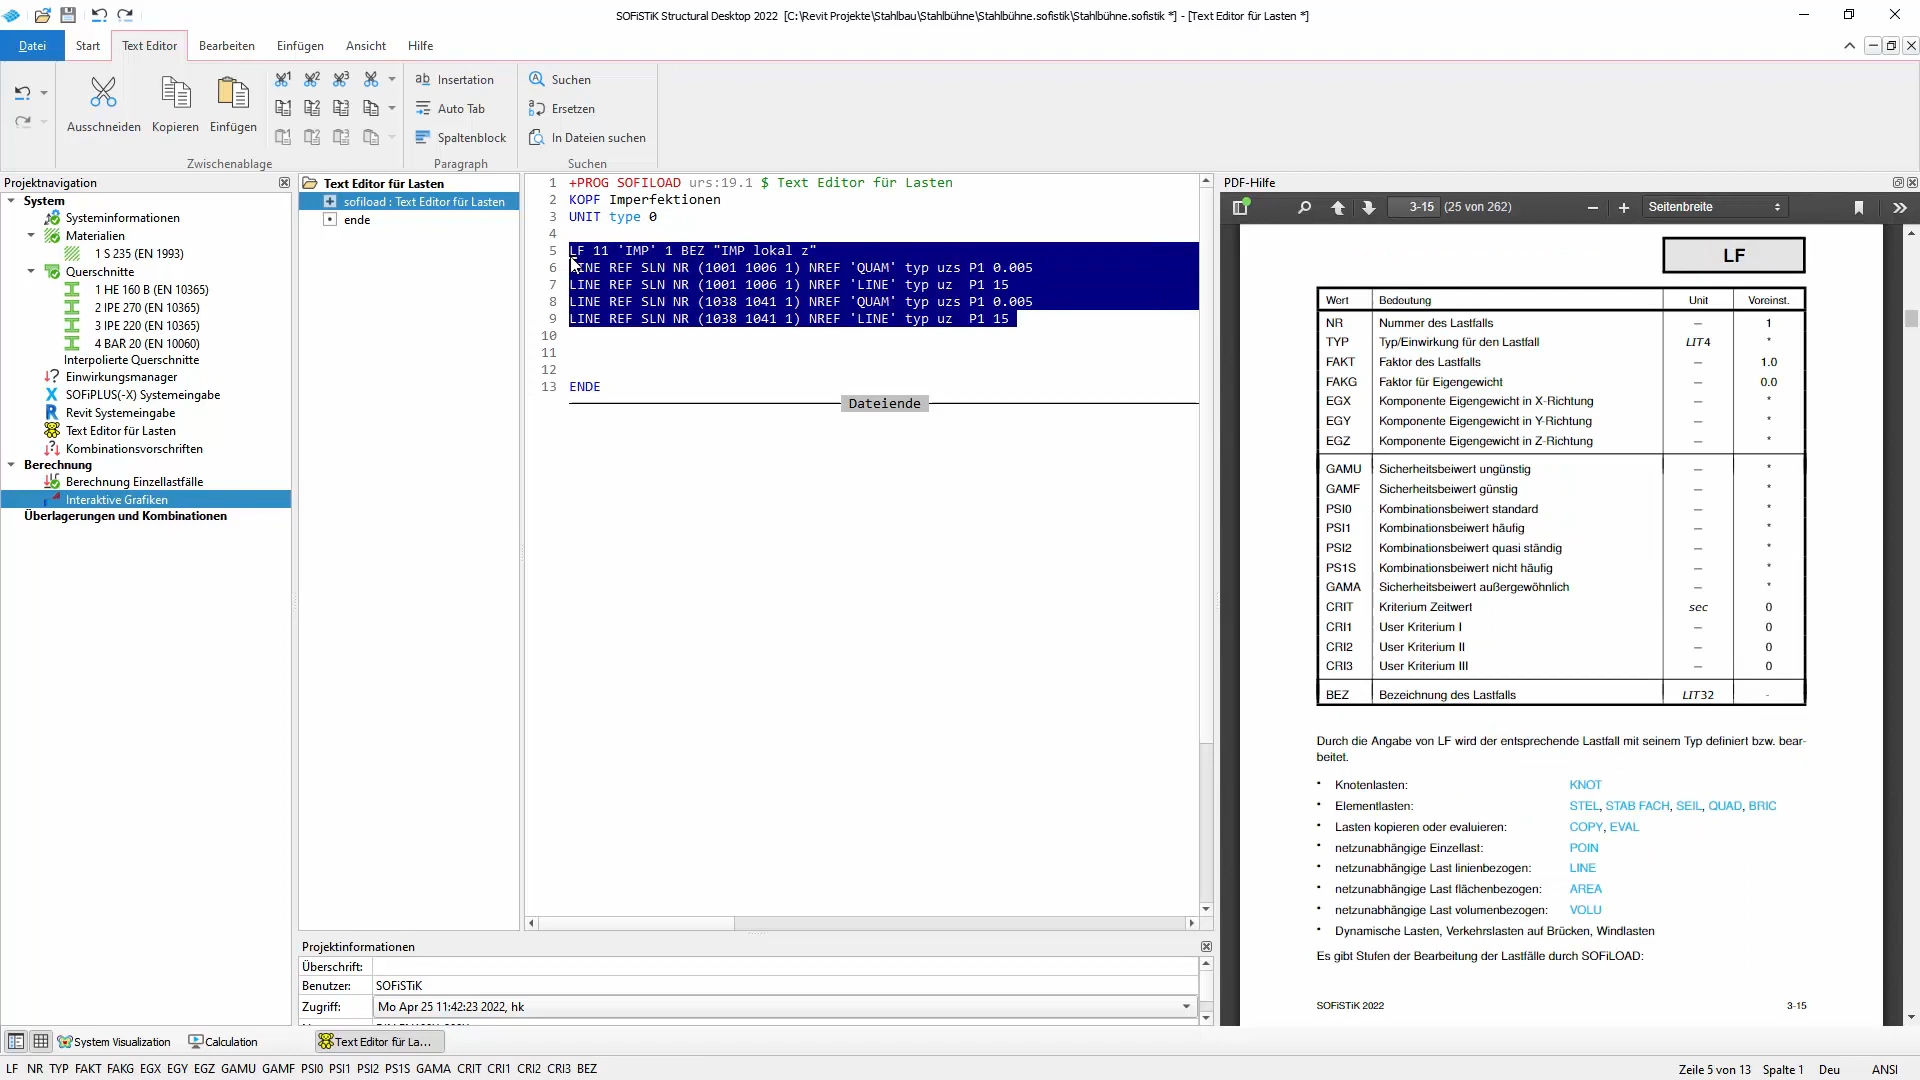 SOFiSTiK Structural Desktop 2022 [C:\Revit Projekte\Stahlbau\Stahlbühne\Stahlbühne.sofistik\Stahlbühne.sofistik *] - [Text Editor für Lasten *]
Datei Start Text Editor Bearbeiten Einfügen Ansicht Hilfe
Ausschneiden Kopieren Einfügen
Zwischenablage
Insertation
Auto Tab
Spaltenblock
Paragraph
Suchen
Ersetzen
In Dateien suchen
Suchen
Projektnavigation
System
Systeminformationen
Materialien
1 S 235 (EN 1993)
Querschnitte
1 HE 160 B (EN 10365)
2 IPE 270 (EN 10365)
3 IPE 220 (EN 10365)
4 BAR 20 (EN 10060)
Interpolierte Querschnitte
Einwirkungsmanager
SOFiPLUS(-X) Systemeingabe
Revit Systemeingabe
Text Editor für Lasten
Kombinationsvorschriften
Berechnung
Berechnung Einzellastfälle
Interaktive Grafiken
Überlagerungen und Kombinationen
Text Editor für Lasten
sofiload : Text Editor für Lasten
ende
1 +PROG SOFILOAD urs:19.1 $ Text Editor für Lasten
2 KOPF Imperfektionen
3 UNIT type 0
4
5 LF 11 'IMP' 1 BEZ "IMP lokal z"
6 LINE REF SLN NR (1001 1006 1) NREF 'QUAM' typ uzs P1 0.005
7 LINE REF SLN NR (1001 1006 1) NREF 'LINE' typ uz P1 15
8 LINE REF SLN NR (1038 1041 1) NREF 'QUAM' typ uzs P1 0.005
9 LINE REF SLN NR (1038 1041 1) NREF 'LINE' typ uz P1 15
10
11
12
13 ENDE
Dateiende
Projektinformationen
Überschrift:
Benutzer: SOFiSTiK
Zugriff: Mo Apr 25 11:42:23 2022, hk
PDF-Hilfe
3-15 (25 von 262) Seitenbreite
LF
Wert Bedeutung Unit Voreinst.
NR Nummer des Lastfalls – 1
TYP Typ/Einwirkung für den Lastfall LIT4 *
FAKT Faktor des Lastfalls – 1.0
FAKG Faktor für Eigengewicht – 0.0
EGX Komponente Eigengewicht in X-Richtung – *
EGY Komponente Eigengewicht in Y-Richtung – *
EGZ Komponente Eigengewicht in Z-Richtung – *
GAMU Sicherheitsbeiwert ungünstig – *
GAMF Sicherheitsbeiwert günstig – *
PSI0 Kombinationsbeiwert standard – *
PSI1 Kombinationsbeiwert häufig – *
PSI2 Kombinationsbeiwert quasi ständig – *
PS1S Kombinationsbeiwert nicht häufig – *
GAMA Sicherheitsbeiwert außergewöhnlich – *
CRIT Kriterium Zeitwert sec 0
CRI1 User Kriterium I – 0
CRI2 User Kriterium II – 0
CRI3 User Kriterium III – 0
BEZ Bezeichnung des Lastfalls LIT32 -
Durch die Angabe von LF wird der entsprechende Lastfall mit seinem Typ definiert bzw. bear-
beitet.
• Knotenlasten: KNOT
• Elementlasten: STEL, STAB FACH, SEIL, QUAD, BRIC
• Lasten kopieren oder evaluieren: COPY, EVAL
• netzunabhängige Einzellast: POIN
• netzunabhängige Last linienbezogen: LINE
• netzunabhängige Last flächenbezogen: AREA
• netzunabhängige Last volumenbezogen: VOLU
• Dynamische Lasten, Verkehrslasten auf Brücken, Windlasten
Es gibt Stufen der Bearbeitung der Lastfälle durch SOFiLOAD:
SOFiSTiK 2022 3-15
System Visualization Calculation Text Editor für La...
LF NR TYP FAKT FAKG EGX EGY EGZ GAMU GAMF PSI0 PSI1 PSI2 PS1S GAMA CRIT CRI1 CRI2 CRI3 BEZ
Zeile 5 von 13 Spalte 1 Deu ANSI